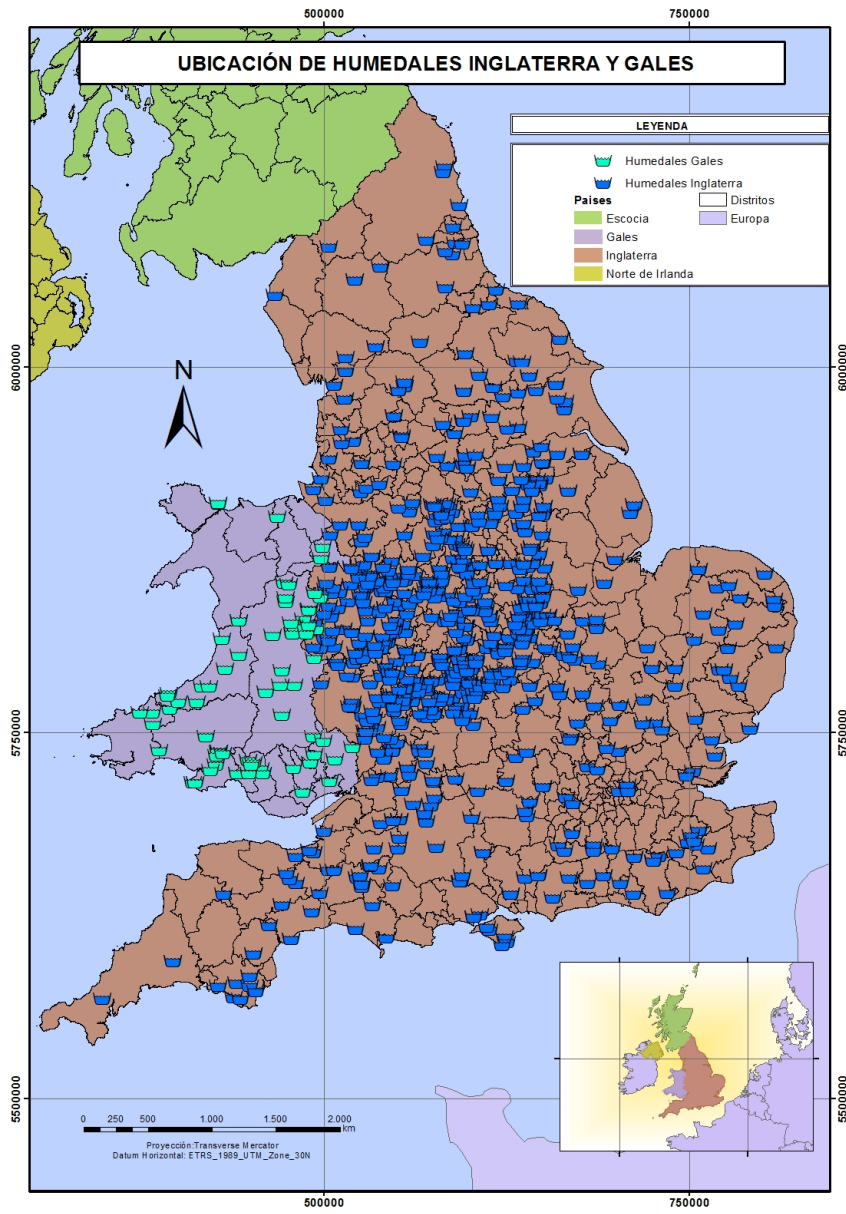 500000 750000
UBICACIÓN DE HUMEDALES INGLATERRA Y GALES
LEYENDA
Humedales Gales
Humedales Inglaterra
Paises
Escocia
Gales
Inglaterra
Norte de Irlanda
Distritos
Europa
N
6000000 6000000
5750000 5750000
5500000 5500000
0 250 500 1.000 1.500 2.000
km
Proyección:Transverse Mercator
Datum Horizontal: ETRS_1989_UTM_Zone_30N
500000 750000